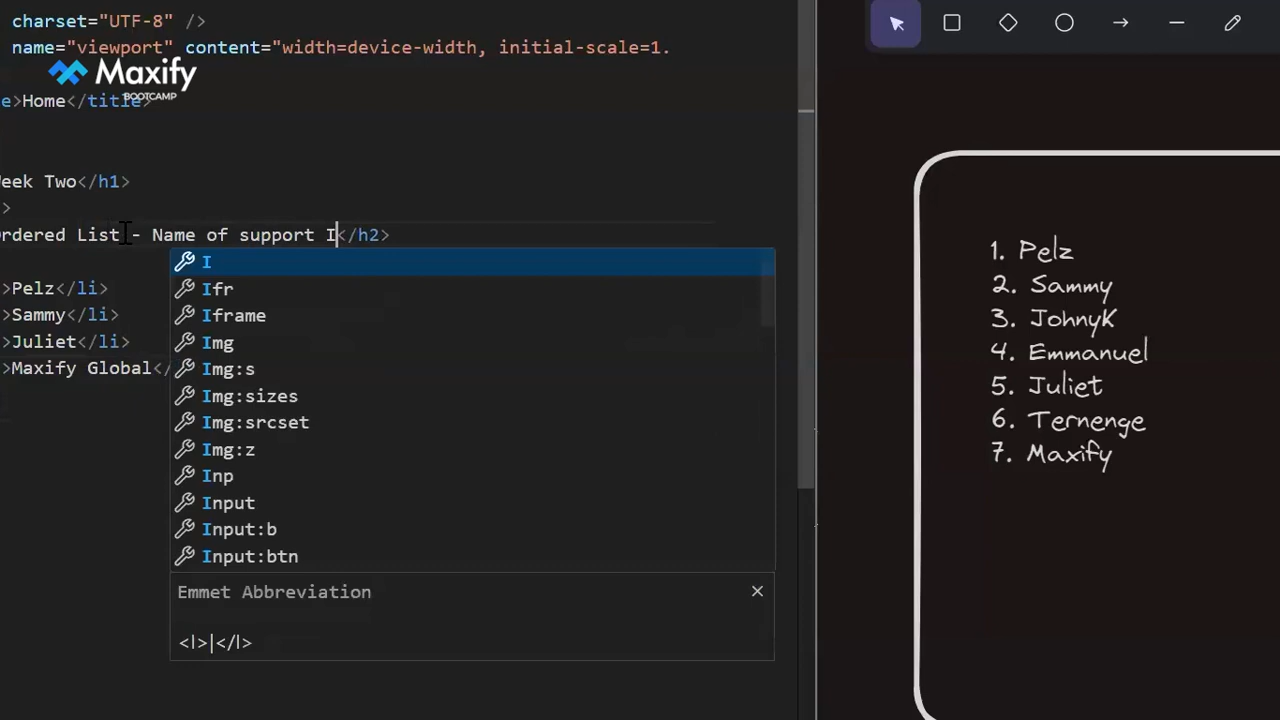 charset="UTF-8" />
name="viewport" content="width=device-width, initial-scale=1.
Maxify
BOOTCAMP
e>Home</title>
eek Two</h1>
>
rdered List - Name of support I</h2>
>Pelz</li>
>Sammy</li>
>Juliet</li>
>Maxify Global</
I
Ifr
Iframe
Img
Img:s
Img:sizes
Img:srcset
Img:z
Inp
Input
Input:b
Input:btn
Emmet Abbreviation
<I>|</I>
1. Pelz
2. Sammy
3. JohnyK
4. Emmanuel
5. Juliet
6. Ternenge
7. Maxify